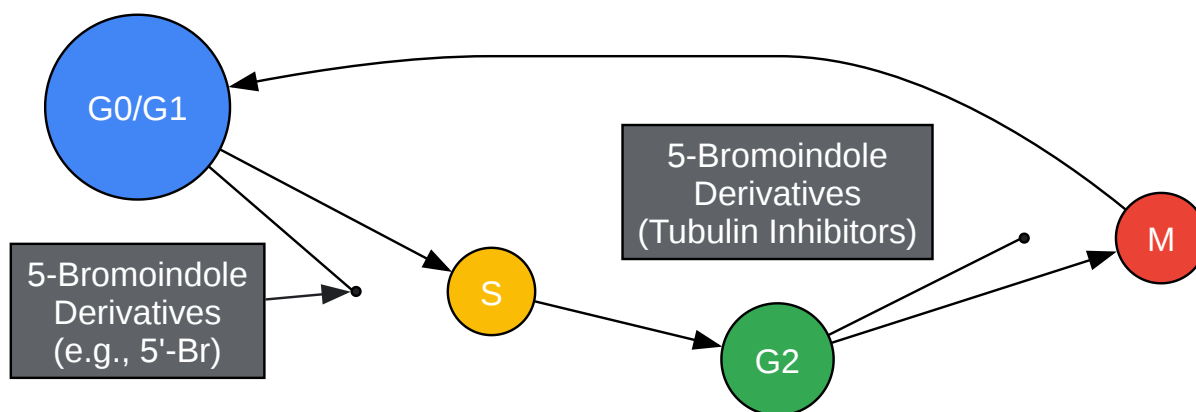 G0/G1
5-Bromoindole
Derivatives
(Tubulin Inhibitors)
M
5-Bromoindole
Derivatives
(e.g., 5'-Br)
S
G2